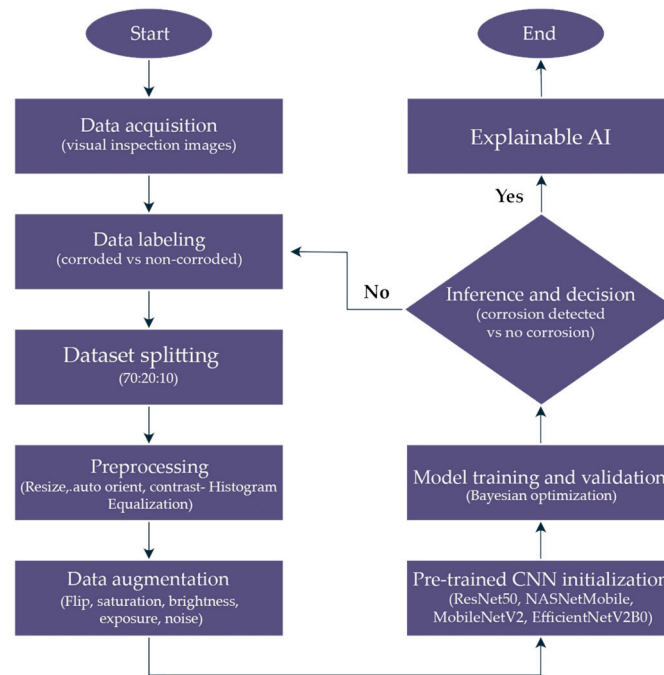 Start
Data acquisition
(visual inspection images)
Data labeling
(corroded vs non-corroded)
Dataset splitting
(70:20:10)
Preprocessing
(Resize,.auto orient, contrast- Histogram
Equalization)
Data augmentation
(Flip, saturation, brightness,
exposure, noise)
Pre-trained CNN initialization
(ResNet50, NASNetMobile,
MobileNetV2, EfficientNetV2B0)
Model training and validation
(Bayesian optimization)
Inference and decision
(corrosion detected
vs no corrosion)
No
Yes
Explainable AI
End